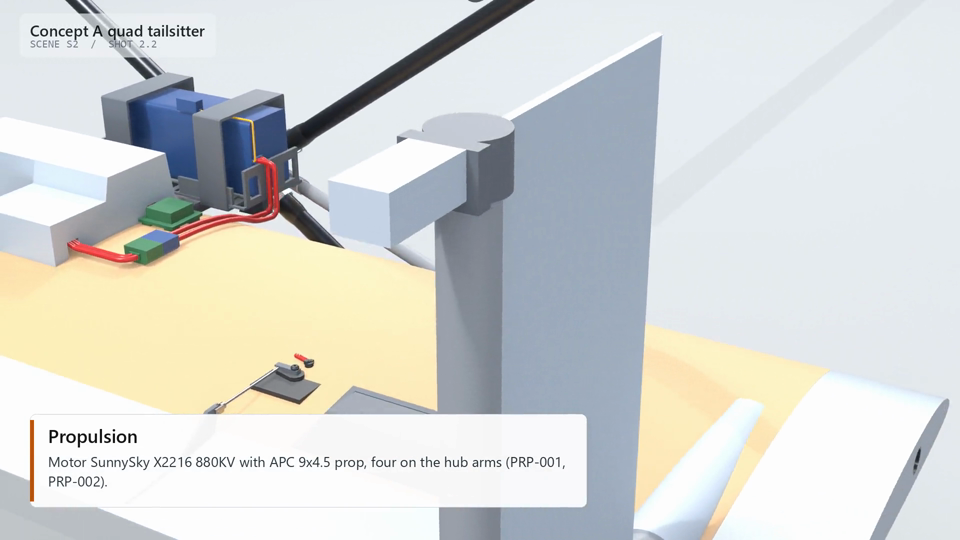 Concept A quad tailsitter
SCENE S2 / SHOT 2.2
Propulsion
Motor SunnySky X2216 880KV with APC 9x4.5 prop, four on the hub arms (PRP-001,
PRP-002).